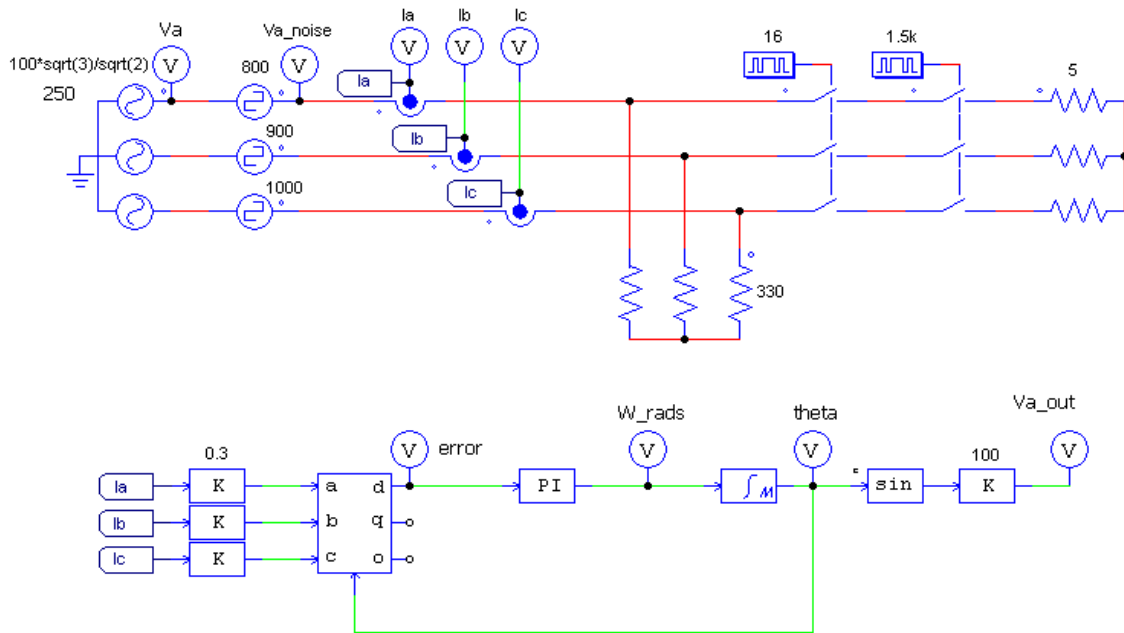 Va
Va_noise
Ia
Ib
Ic
V
V
V
V
V
16
1.5k
100*sqrt(3)/sqrt(2)
800
250
5
Ia
900
Ib
1000
Ic
330
W_rads
theta
Va_out
V
error
V
V
V
0.3
100
Ia
K
a
d
PI
∫M
sin
K
Ib
K
b
q
Ic
K
c
o